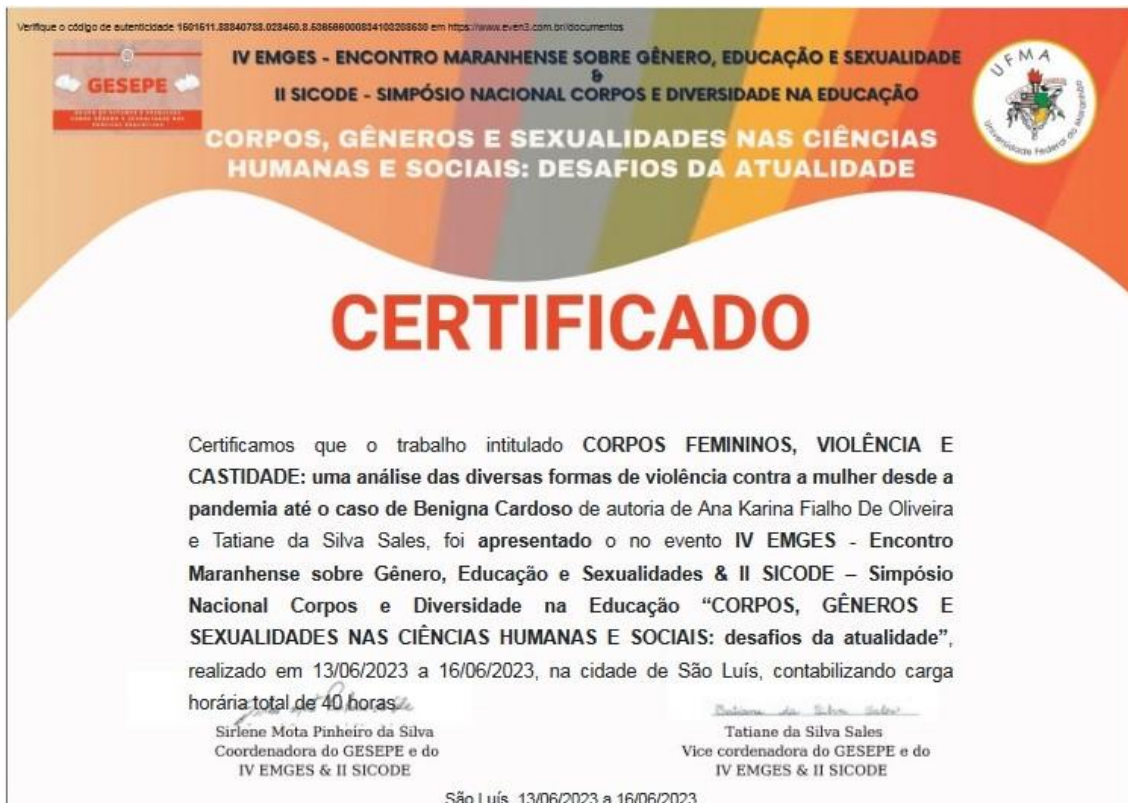 Verifique o código de autenticidade em https://www.even3.com.br/documentos
GESEPE
IV EMGES - ENCONTRO MARANHENSE SOBRE GÊNERO, EDUCAÇÃO E SEXUALIDADE
&
II SICODE - SIMPÓSIO NACIONAL CORPOS E DIVERSIDADE NA EDUCAÇÃO
CORPOS, GÊNEROS E SEXUALIDADES NAS CIÊNCIAS
HUMANAS E SOCIAIS: DESAFIOS DA ATUALIDADE
UFMA
Universidade Federal do Maranhão
CERTIFICADO
Certificamos que o trabalho intitulado CORPOS FEMININOS, VIOLÊNCIA E
CASTIDADE: uma análise das diversas formas de violência contra a mulher desde a
pandemia até o caso de Benigna Cardoso de autoria de Ana Karina Fialho De Oliveira
e Tatiane da Silva Sales, foi apresentado o no evento IV EMGES - Encontro
Maranhense sobre Gênero, Educação e Sexualidades & II SICODE – Simpósio
Nacional Corpos e Diversidade na Educação “CORPOS, GÊNEROS E
SEXUALIDADES NAS CIÊNCIAS HUMANAS E SOCIAIS: desafios da atualidade”,
realizado em 13/06/2023 a 16/06/2023, na cidade de São Luís, contabilizando carga
horária total de 40 horas.
Tatiane da Silva Sales
Sirlene Mota Pinheiro da Silva
Coordenadora do GESEPE e do
IV EMGES & II SICODE
Tatiane da Silva Sales
Vice cordenadora do GESEPE e do
IV EMGES & II SICODE
São Luís, 13/06/2023 a 16/06/2023